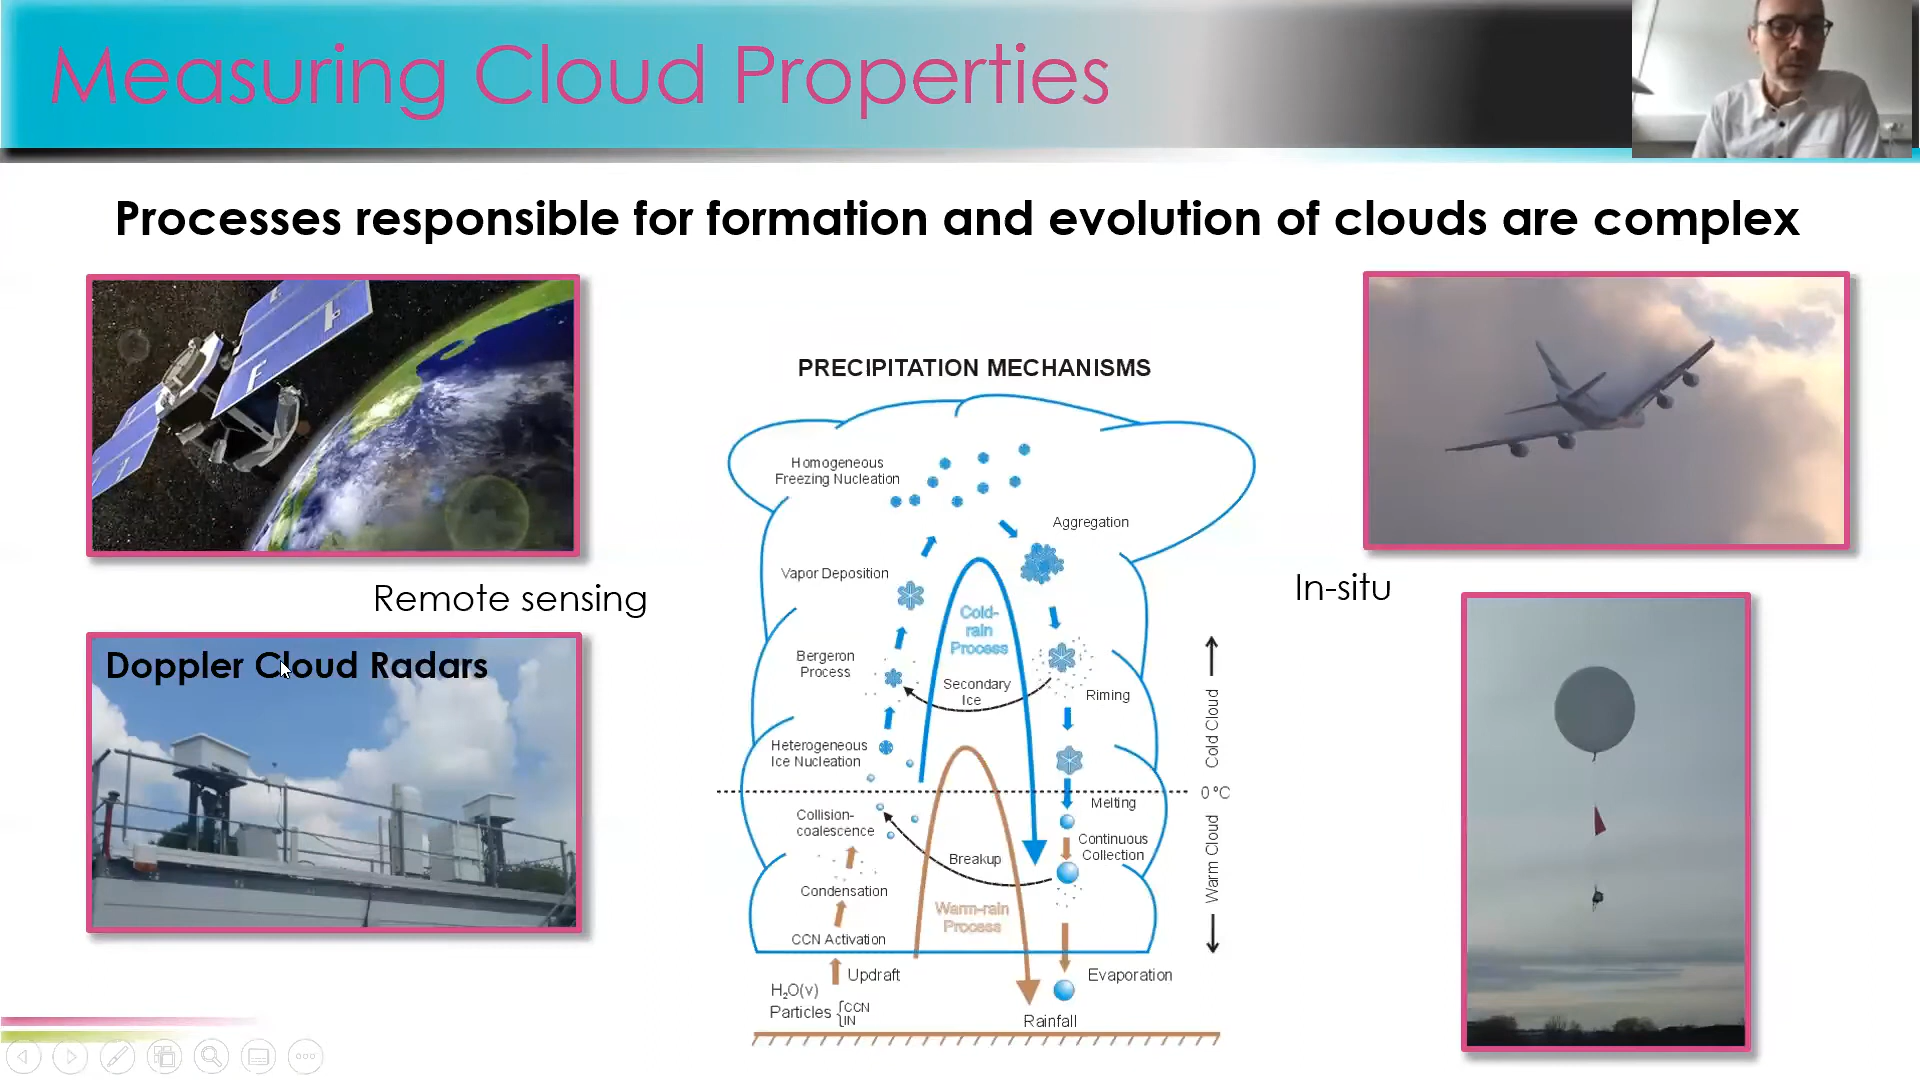 Measuring Cloud Properties
Processes responsible for formation and evolution of clouds are complex
Remote sensing
Doppler Cloud Radars
PRECIPITATION MECHANISMS
Homogeneous
Freezing Nucleation
Aggregation
Vapor Deposition
Cold-
rain
Process
Bergeron
Process
Secondary
Ice
Riming
Heterogeneous
Ice Nucleation
Cold Cloud
0 °C
Melting
Collision-
coalescence
Continuous
Collection
Breakup
Warm Cloud
Condensation
Warm-rain
Process
CCN Activation
Updraft
Evaporation
H₂O(v)
Particles { CCN
IN
Rainfall
In-situ